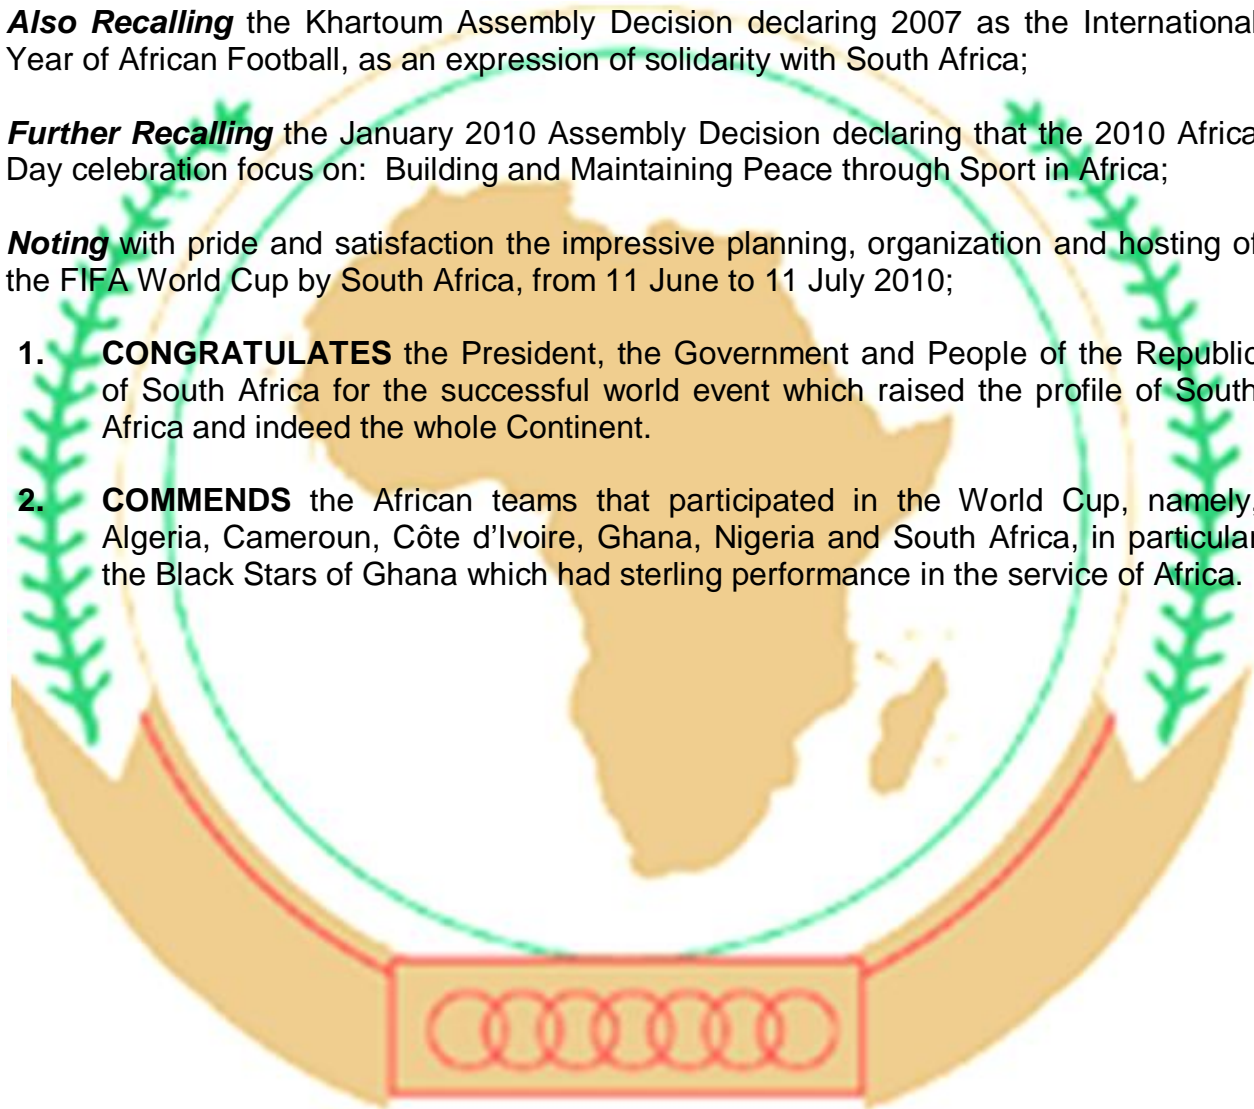 Also Recalling the Khartoum Assembly Decision declaring 2007 as the International
Year of African Football, as an expression of solidarity with South Africa;
Further Recalling the January 2010 Assembly Decision declaring that the 2010 Africa
Day celebration focus on: Building and Maintaining Peace through Sport in Africa;
Noting with pride and satisfaction the impressive planning, organization and hosting of
the FIFA World Cup by South Africa, from 11 June to 11 July 2010;
1. CONGRATULATES the President, the Government and People of the Republic
of South Africa for the successful world event which raised the profile of South
Africa and indeed the whole Continent.
2. COMMENDS the African teams that participated in the World Cup, namely,
Algeria, Cameroun, Côte d’Ivoire, Ghana, Nigeria and South Africa, in particular
the Black Stars of Ghana which had sterling performance in the service of Africa.